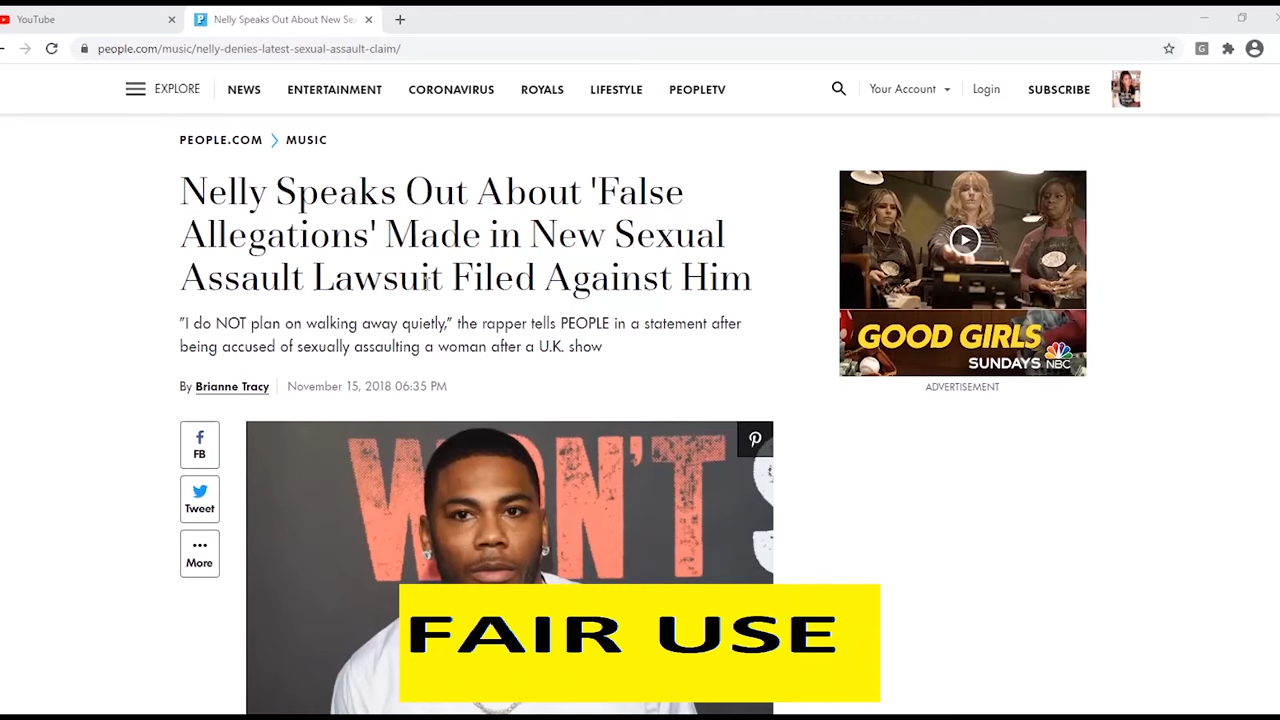 YouTube
Nelly Speaks Out About New Se
people.com/music/nelly-denies-latest-sexual-assault-claim/
EXPLORE NEWS ENTERTAINMENT CORONAVIRUS ROYALS LIFESTYLE PEOPLETV Your Account Login SUBSCRIBE
PEOPLE.COM MUSIC
Nelly Speaks Out About 'False
Allegations' Made in New Sexual
Assault Lawsuit Filed Against Him
"I do NOT plan on walking away quietly," the rapper tells PEOPLE in a statement after
being accused of sexually assaulting a woman after a U.K. show
By Brianne Tracy November 15, 2018 06:35 PM
GOOD GIRLS
SUNDAYS NBC
ADVERTISEMENT
FB
Tweet
More
WON'T
FAIR USE